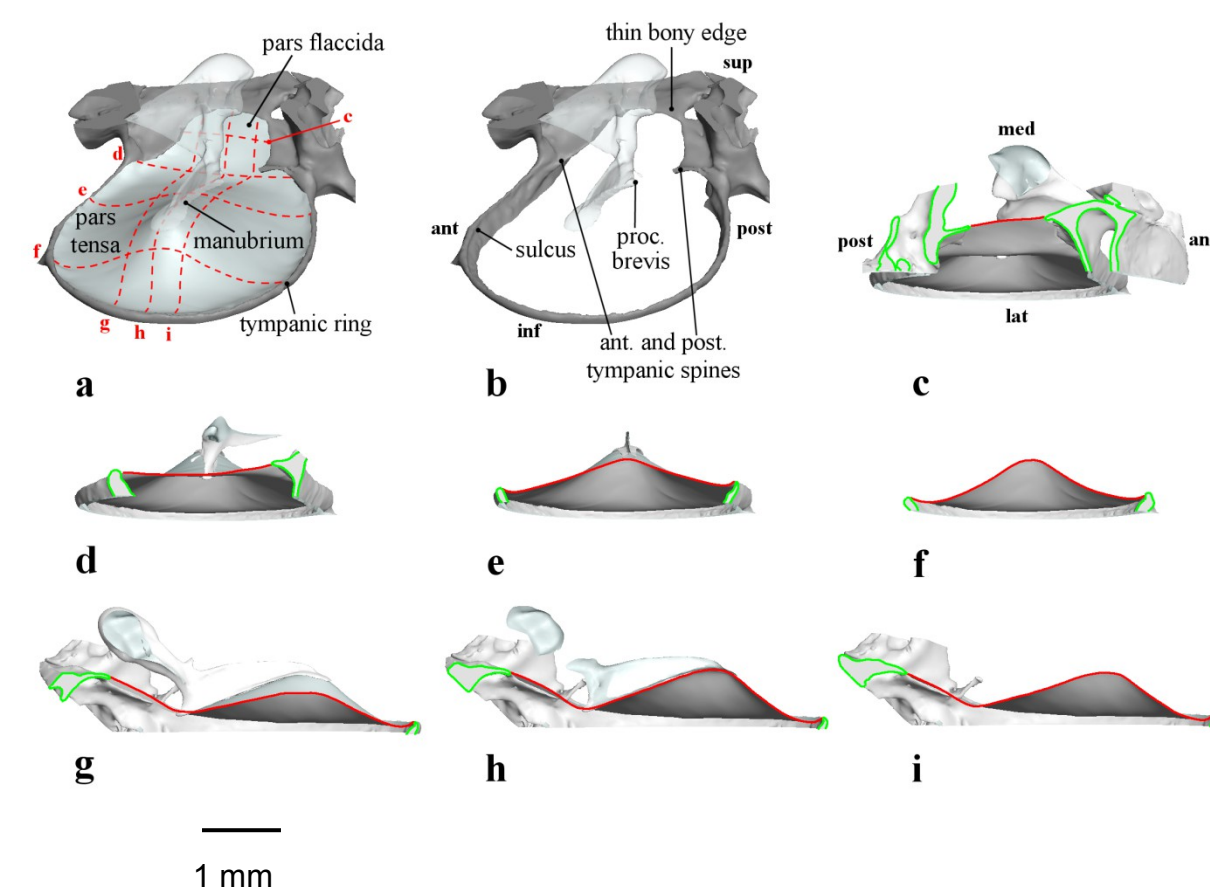 pars flaccida
c
d
e
pars
tensa
manubrium
f
g
h
i
tympanic ring
a
thin bony edge
sup
ant
sulcus
proc.
brevis
post
inf
ant. and post.
tympanic spines
b
med
post
an
lat
c
d
e
f
g
h
i
1 mm